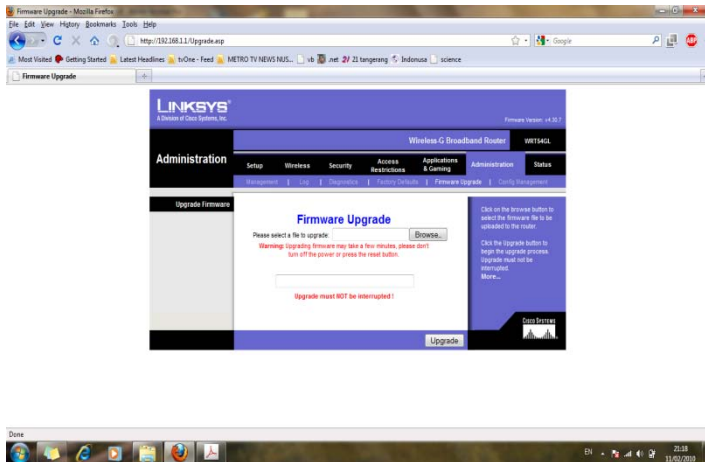 Firmware Upgrade - Mozilla Firefox
File Edit View History Bookmarks Tools Help
http://192.168.1.1/Upgrade.asp
Google
Most Visited Getting Started Latest Headlines tvOne - Feed METRO TV NEWS NUS... vb .net 21 tangerang Indonusa science
Firmware Upgrade
LINKSYS®
A Division of Cisco Systems, Inc.
Firmware Version: v4.30.7
Wireless-G Broadband Router WRT54GL
Administration
Setup Wireless Security Access Restrictions Applications & Gaming Administration Status
Management | Log | Diagnostics | Factory Defaults | Firmware Upgrade | Config Management
Upgrade Firmware
Firmware Upgrade
Please select a file to upgrade: Browse..
Warning: Upgrading firmware may take a few minutes, please don't
turn off the power or press the reset button.
Upgrade must NOT be interrupted !
Click on the browse button to
select the firmware file to be
uploaded to the router.
Click the Upgrade button to
begin the upgrade process.
Upgrade must not be
interrupted.
More...
Upgrade
CISCO SYSTEMS
Done
EN
21:18
11/02/2010
ABP